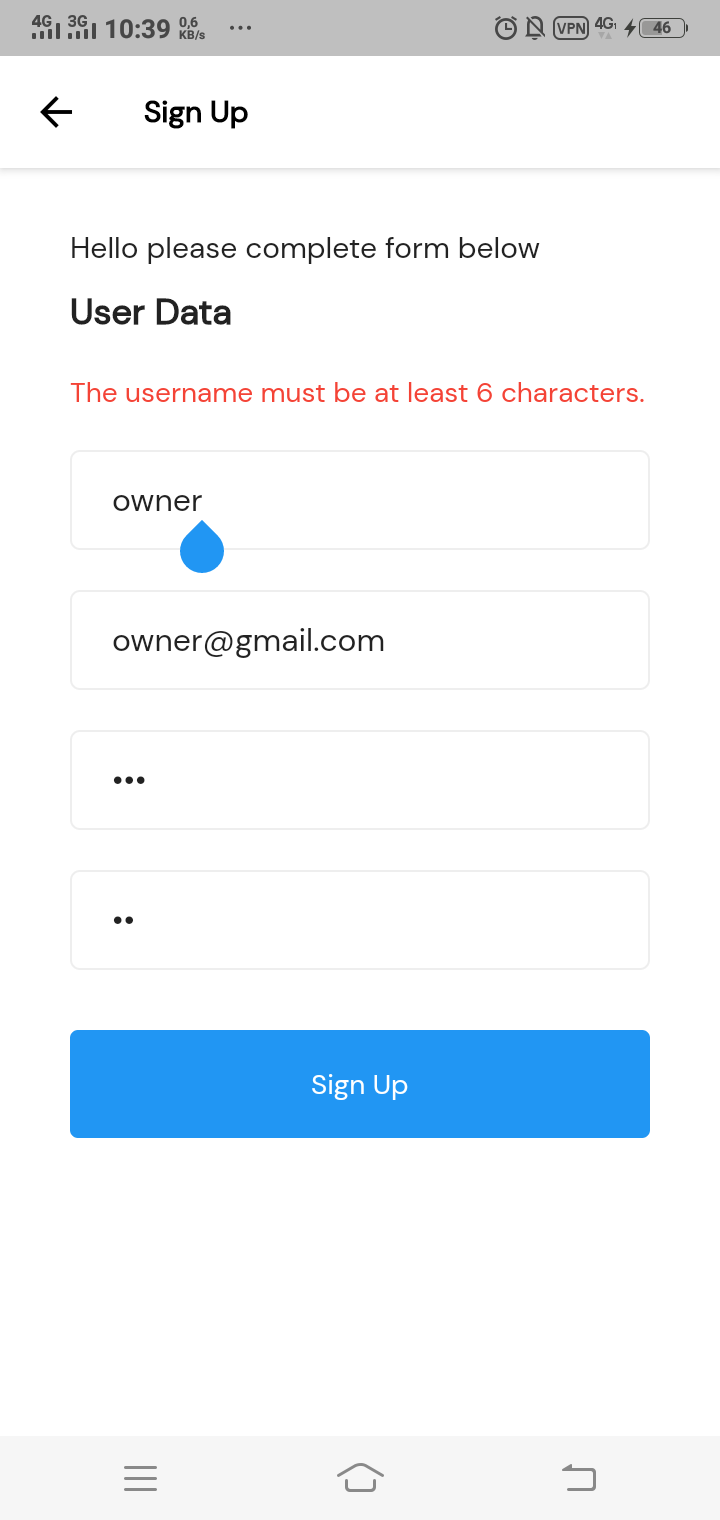 4G 3G 10:39 0,6 KB/s ... VPN 4G 46
Sign Up
Hello please complete form below
User Data
The username must be at least 6 characters.
owner
owner@gmail.com
•••
••
Sign Up